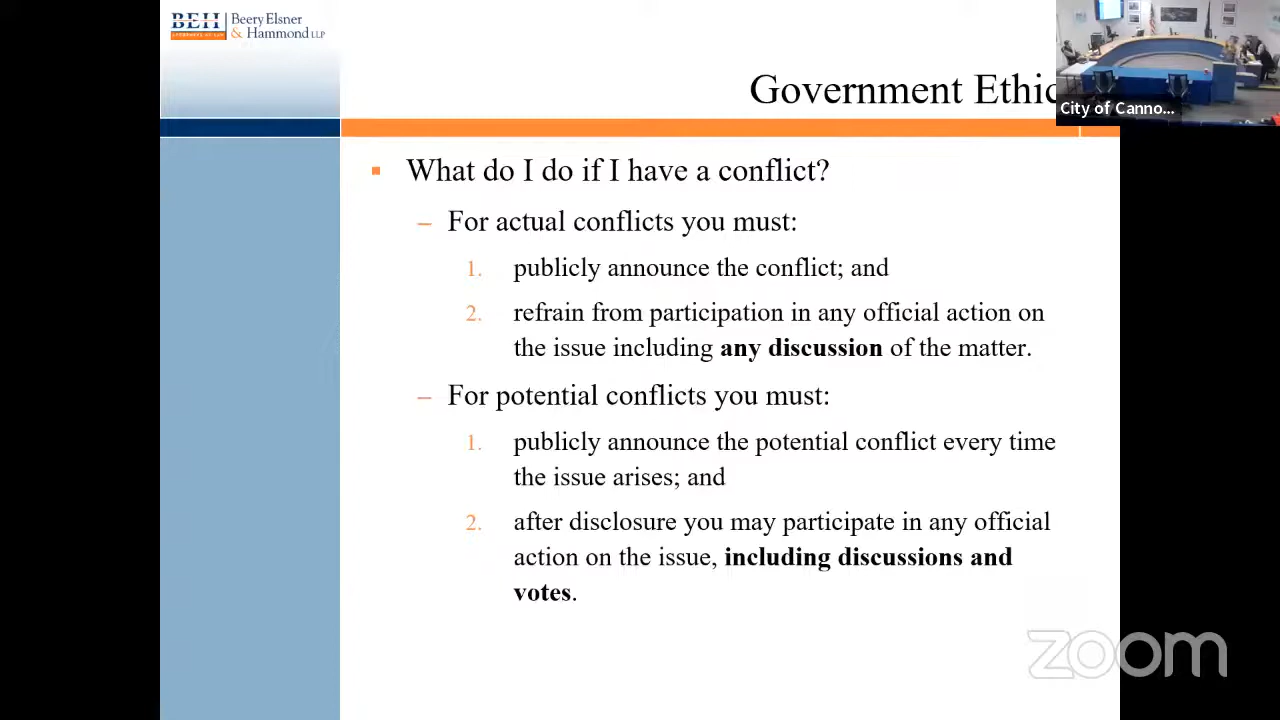 BEH
Beery Elsner
& Hammond LLP
ATTORNEYS AT LAW
Government Ethic
City of Canno...
What do I do if I have a conflict?
– For actual conflicts you must:
1. publicly announce the conflict; and
2. refrain from participation in any official action on
the issue including any discussion of the matter.
– For potential conflicts you must:
1. publicly announce the potential conflict every time
the issue arises; and
2. after disclosure you may participate in any official
action on the issue, including discussions and
votes.
zoom